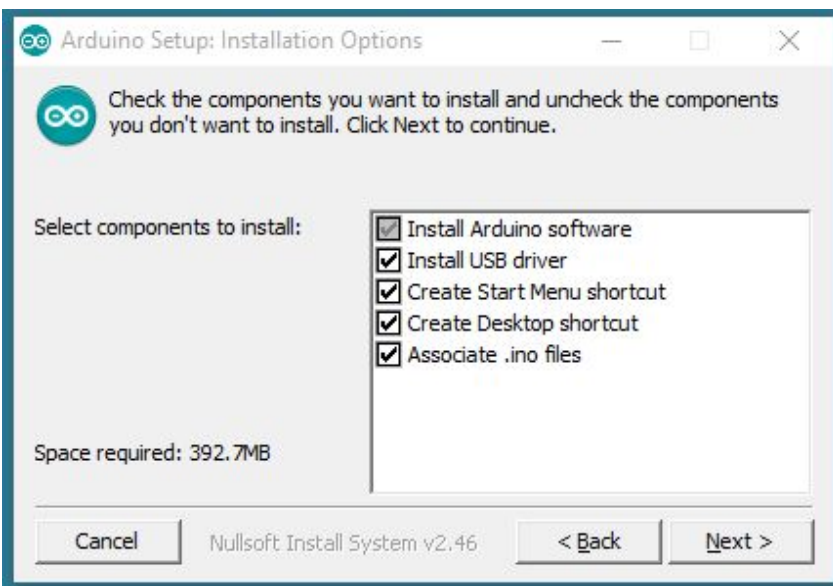 Arduino Setup: Installation Options
Check the components you want to install and uncheck the components
you don't want to install. Click Next to continue.
Select components to install:
Install Arduino software
Install USB driver
Create Start Menu shortcut
Create Desktop shortcut
Associate .ino files
Space required: 392.7MB
Cancel
Nullsoft Install System v2.46
< Back
Next >